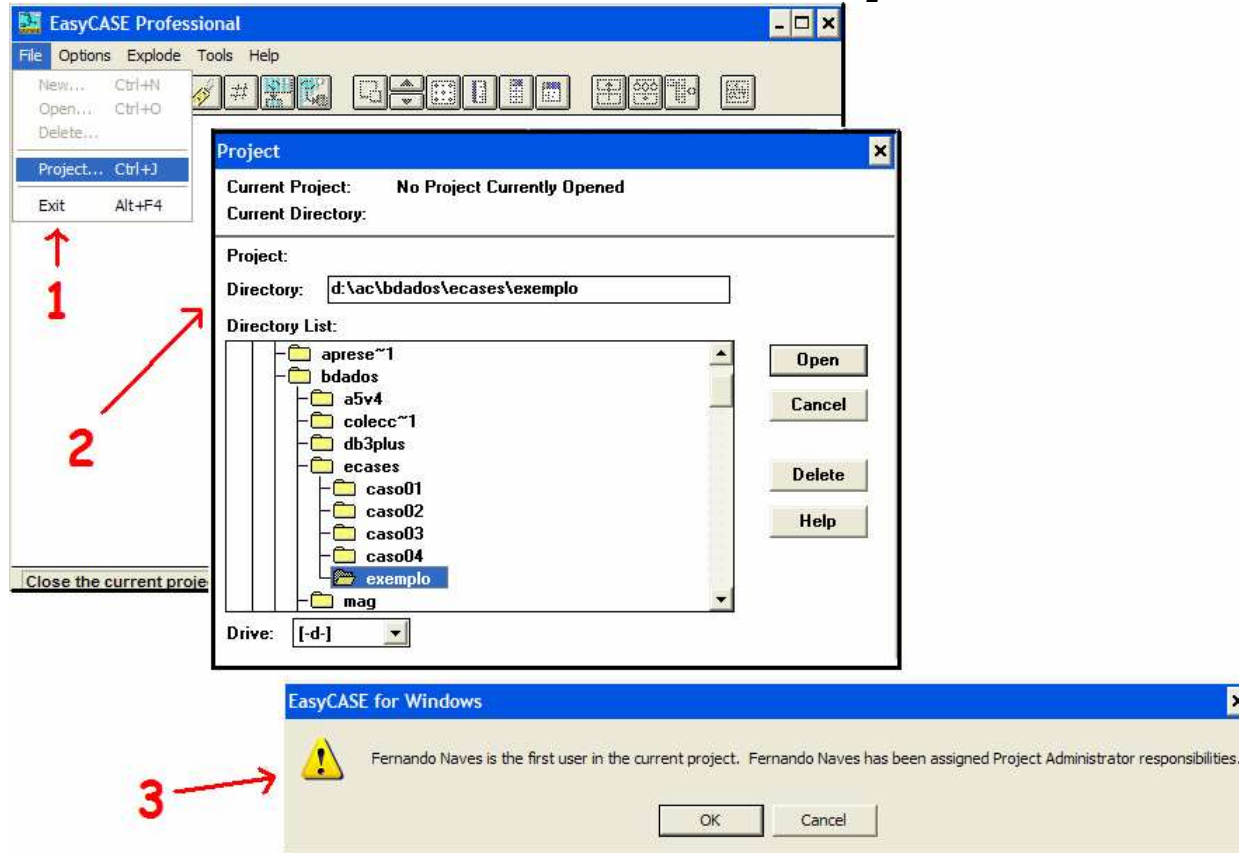 EasyCASE Professional
File Options Explode Tools Help
New... Ctrl+N
Open... Ctrl+O
Delete...
Project... Ctrl+J
Exit Alt+F4
1
Close the current proje
Project
Current Project: No Project Currently Opened
Current Directory:
Project:
Directory: d:\ac\bdados\ecases\exemplo
Directory List:
aprese~1
bdados
a5v4
colecc~1
db3plus
ecases
caso01
caso02
caso03
caso04
exemplo
mag
Open
Cancel
Delete
Help
Drive: [-d-]
2
EasyCASE for Windows
Fernando Naves is the first user in the current project. Fernando Naves has been assigned Project Administrator responsibilities.
OK Cancel
3